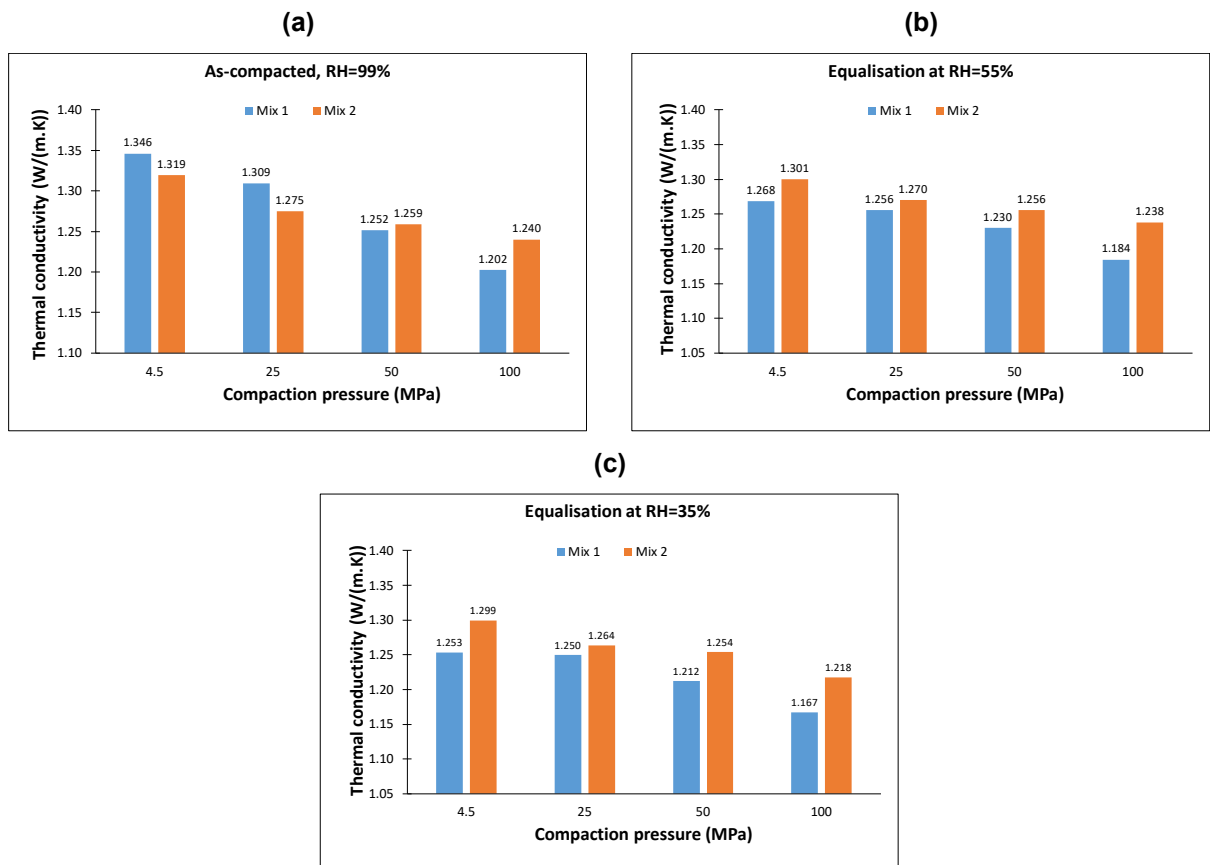 (a)
As-compacted, RH=99%
Mix 1 Mix 2
Thermal conductivity (W/(m.K))
1.40
1.35
1.30
1.25
1.20
1.15
1.10
1.346
1.319
1.309
1.275
1.252
1.259
1.202
1.240
4.5 25 50 100
Compaction pressure (MPa)
(b)
Equalisation at RH=55%
Mix 1 Mix 2
Thermal conductivity (W/(m.K))
1.40
1.35
1.30
1.25
1.20
1.15
1.10
1.05
1.268
1.301
1.256
1.270
1.230
1.256
1.184
1.238
4.5 25 50 100
Compaction pressure (MPa)
(c)
Equalisation at RH=35%
Mix 1 Mix 2
Thermal conductivity (W/(m.K))
1.40
1.35
1.30
1.25
1.20
1.15
1.10
1.05
1.253
1.299
1.250
1.264
1.212
1.254
1.167
1.218
4.5 25 50 100
Compaction pressure (MPa)